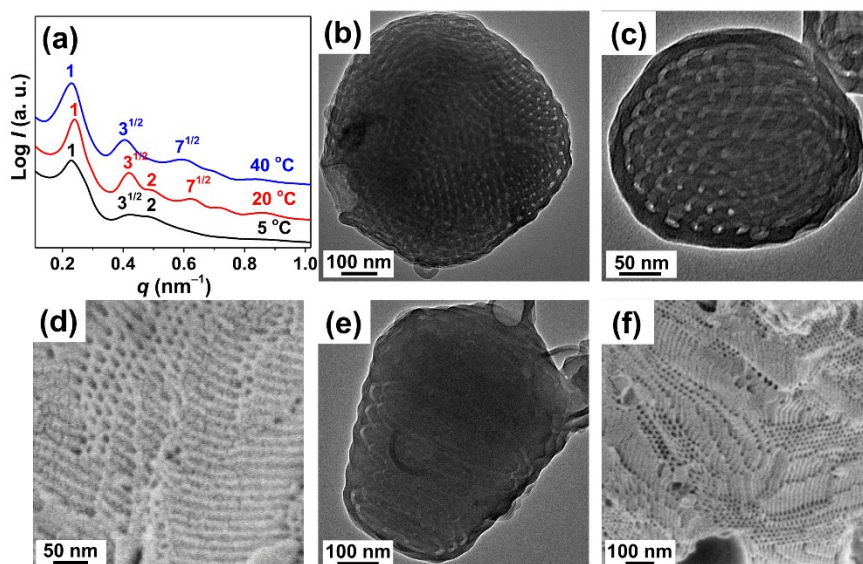 (a)
1
3^{1/2}
7^{1/2}
40 °C
1
3^{1/2}
2
7^{1/2}
20 °C
1
3^{1/2}
2
5 °C
Log I (a. u.)
0.2 0.4 0.6 0.8 1.0
q (nm⁻¹)
(b)
100 nm
(c)
50 nm
(d)
50 nm
(e)
100 nm
(f)
100 nm